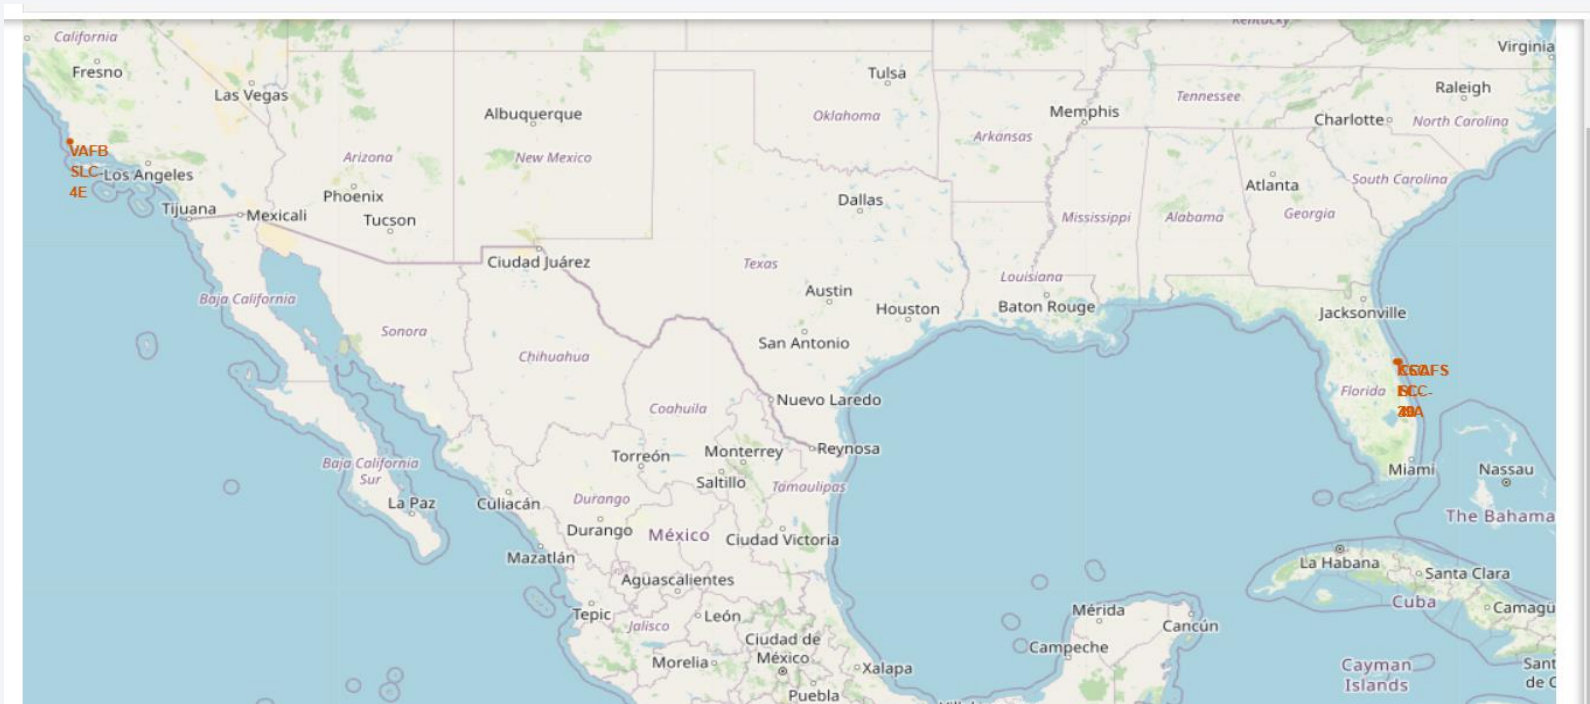 Kentucky
California
Virginia
Fresno
Tulsa
Las Vegas
Raleigh
Tennessee
Albuquerque
Memphis
Oklahoma
Charlotte
North Carolina
Arkansas
VAFB
SLC-
4E
Arizona
New Mexico
Los Angeles
Phoenix
Dallas
Atlanta
South Carolina
Tijuana
Mexicali
Tucson
Mississippi
Alabama
Georgia
Ciudad Juárez
Texas
Louisiana
Baja California
Austin
Houston
Baton Rouge
Jacksonville
Sonora
San Antonio
Chihuahua
Florida
Nuevo Laredo
Coahuila
Torreón
Monterrey
Reynosa
Baja California
Sur
Saltillo
Tamaulipas
Miami
Nassau
La Paz
Culiacán
Durango
Durango
México
Ciudad Victoria
The Bahama
Mazatlán
La Habana
Santa Clara
Aguascalientes
Cuba
Camagü
Tepic
León
Mérida
Jalisco
Cancún
Ciudad de
México
Campeche
Morelia
Xalapa
Cayman
Islands
Sant
de C
Puebla